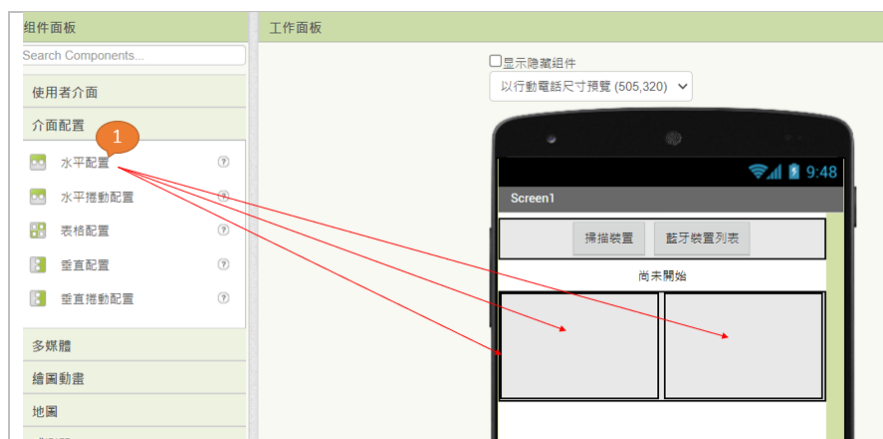 组件面板
工作面板
Search Components...
显示隐藏组件
以行動電話尺寸預覽 (505,320)
使用者介面
介面配置
1
水平配置
?
水平捲動配置
?
表格配置
?
垂直配置
?
垂直捲動配置
?
多媒體
繪圖動畫
地圖
9:48
Screen1
掃描裝置
藍牙裝置列表
尚未開始